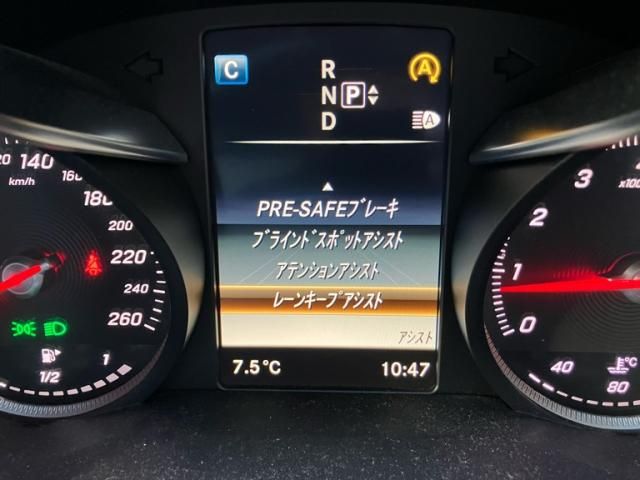 C
R
N P
D
A
A
PRE-SAFEブレーキ
ブラインドスポットアシスト
アテンションアシスト
レーンキープアシスト
アシスト
7.5℃
10:47
120 140 160 180 200 220 240 260
km/h
1/2 1
0 1 2 3 4
x100
40 80
℃